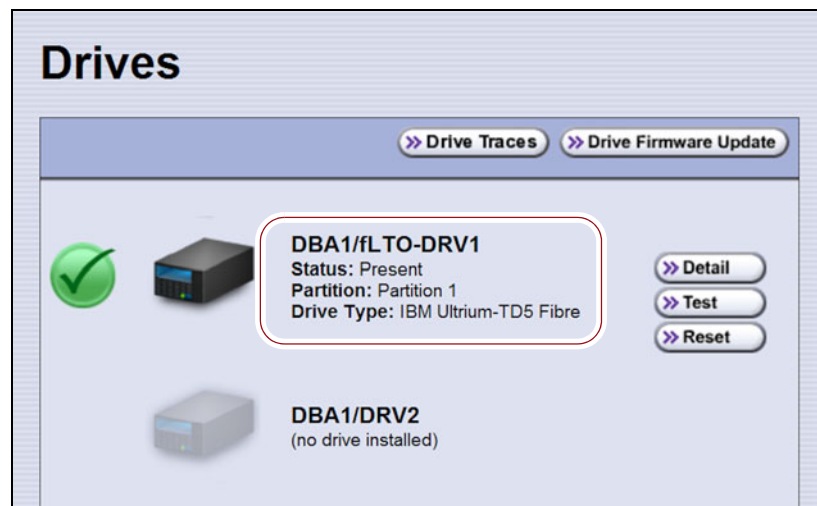 Drives
>> Drive Traces >> Drive Firmware Update
DBA1/fLTO-DRV1
Status: Present
Partition: Partition 1
Drive Type: IBM Ultrium-TD5 Fibre
>> Detail
>> Test
>> Reset
DBA1/DRV2
(no drive installed)